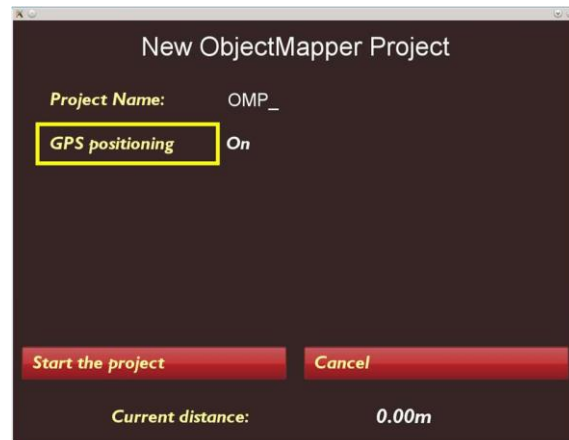 New ObjectMapper Project
Project Name: OMP_
GPS positioning On
Start the project Cancel
Current distance: 0.00m